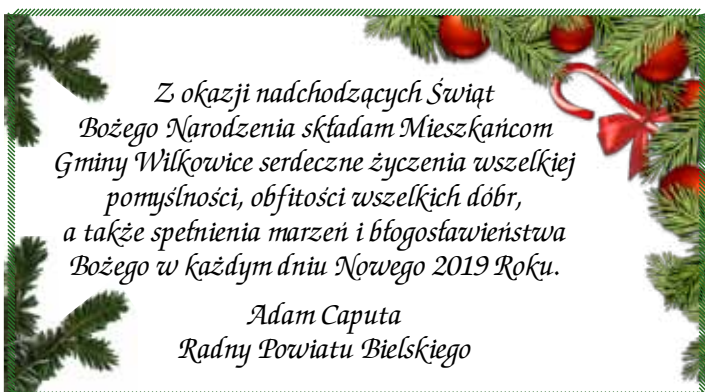 Z okazji nadchodzących Świąt
Bożego Narodzenia składam Mieszkańcom
Gminy Wilkowice serdeczne życzenia wszelkiej
pomyślności, obfitości wszelkich dóbr,
a także spełnienia marzeń i błogosławieństwa
Bożego w każdym dniu Nowego 2019 Roku.
Adam Caputa
Radny Powiatu Bielskiego